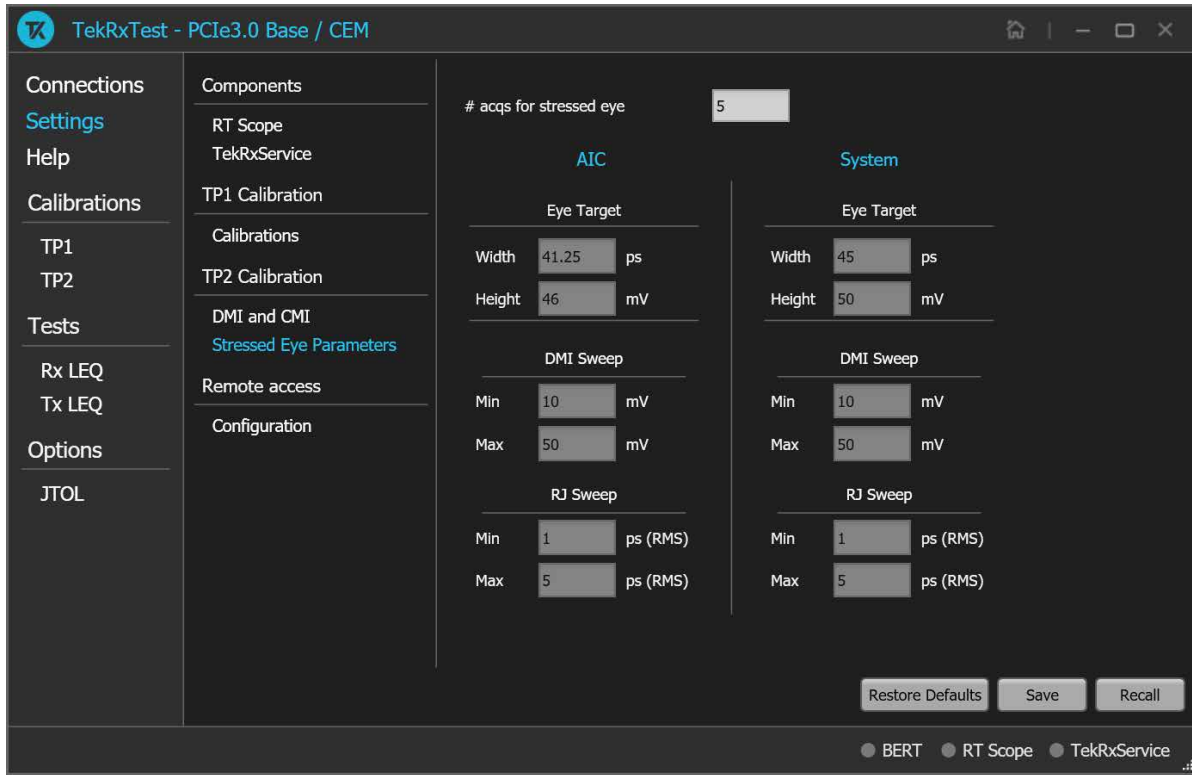 TekRxTest - PCIe3.0 Base / CEM
Connections
Settings
Help
Calibrations
TP1
TP2
Tests
Rx LEQ
Tx LEQ
Options
JTOL
Components
RT Scope
TekRxService
TP1 Calibration
Calibrations
TP2 Calibration
DMI and CMI
Stressed Eye Parameters
Remote access
Configuration
# acqs for stressed eye 5
AIC
Eye Target
Width 41.25 ps
Height 46 mV
DMI Sweep
Min 10 mV
Max 50 mV
RJ Sweep
Min 1 ps (RMS)
Max 5 ps (RMS)
System
Eye Target
Width 45 ps
Height 50 mV
DMI Sweep
Min 10 mV
Max 50 mV
RJ Sweep
Min 1 ps (RMS)
Max 5 ps (RMS)
Restore Defaults Save Recall
BERT RT Scope TekRxService